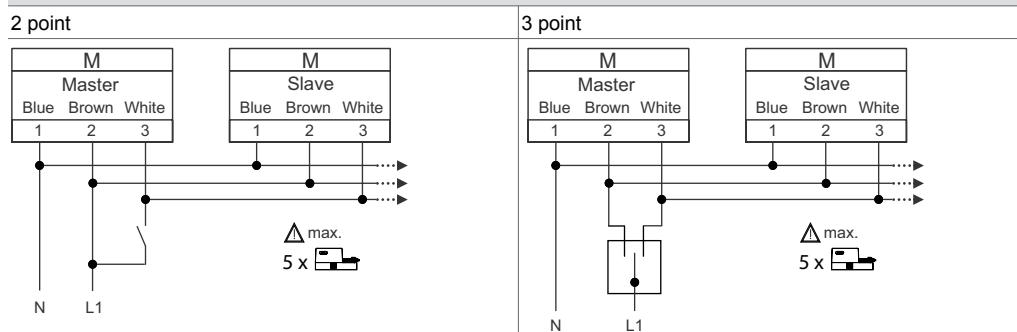 2 point
3 point
M
Master
Blue Brown White
1 2 3
M
Slave
Blue Brown White
1 2 3
max.
5 x
N L1
M
Master
Blue Brown White
1 2 3
M
Slave
Blue Brown White
1 2 3
max.
5 x
N L1